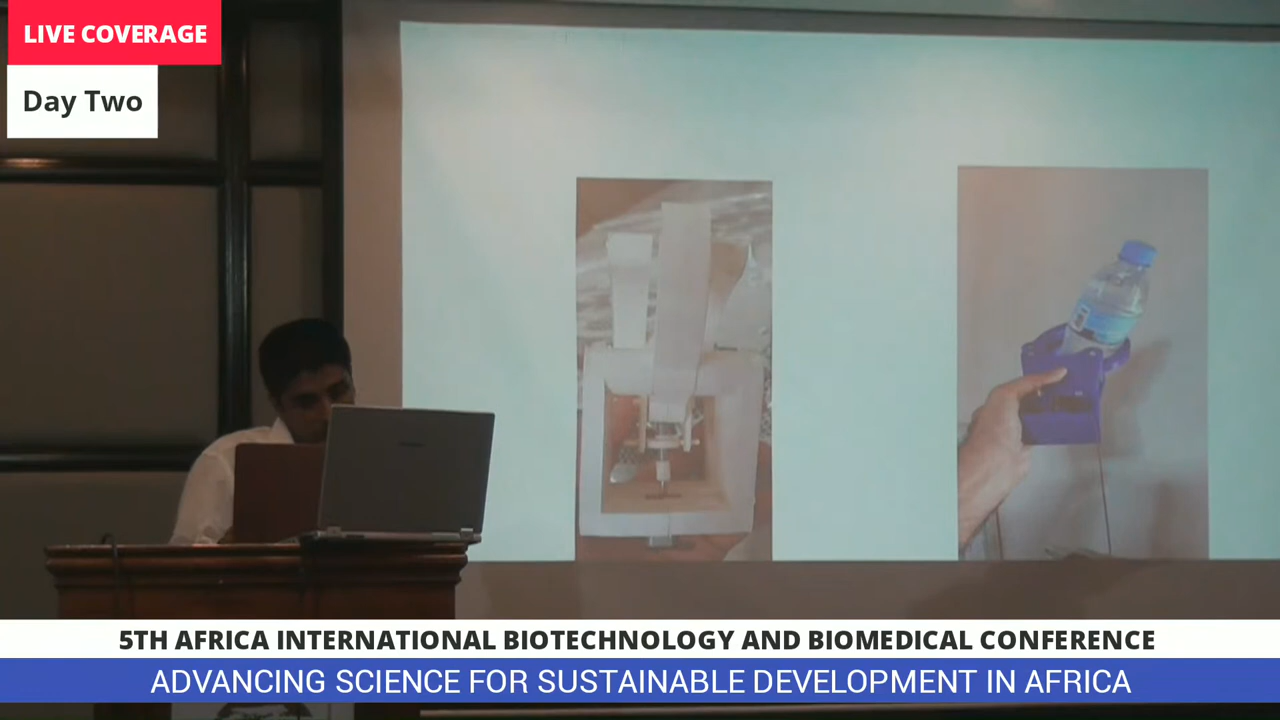 LIVE COVERAGE
Day Two
5TH AFRICA INTERNATIONAL BIOTECHNOLOGY AND BIOMEDICAL CONFERENCE
ADVANCING SCIENCE FOR SUSTAINABLE DEVELOPMENT IN AFRICA